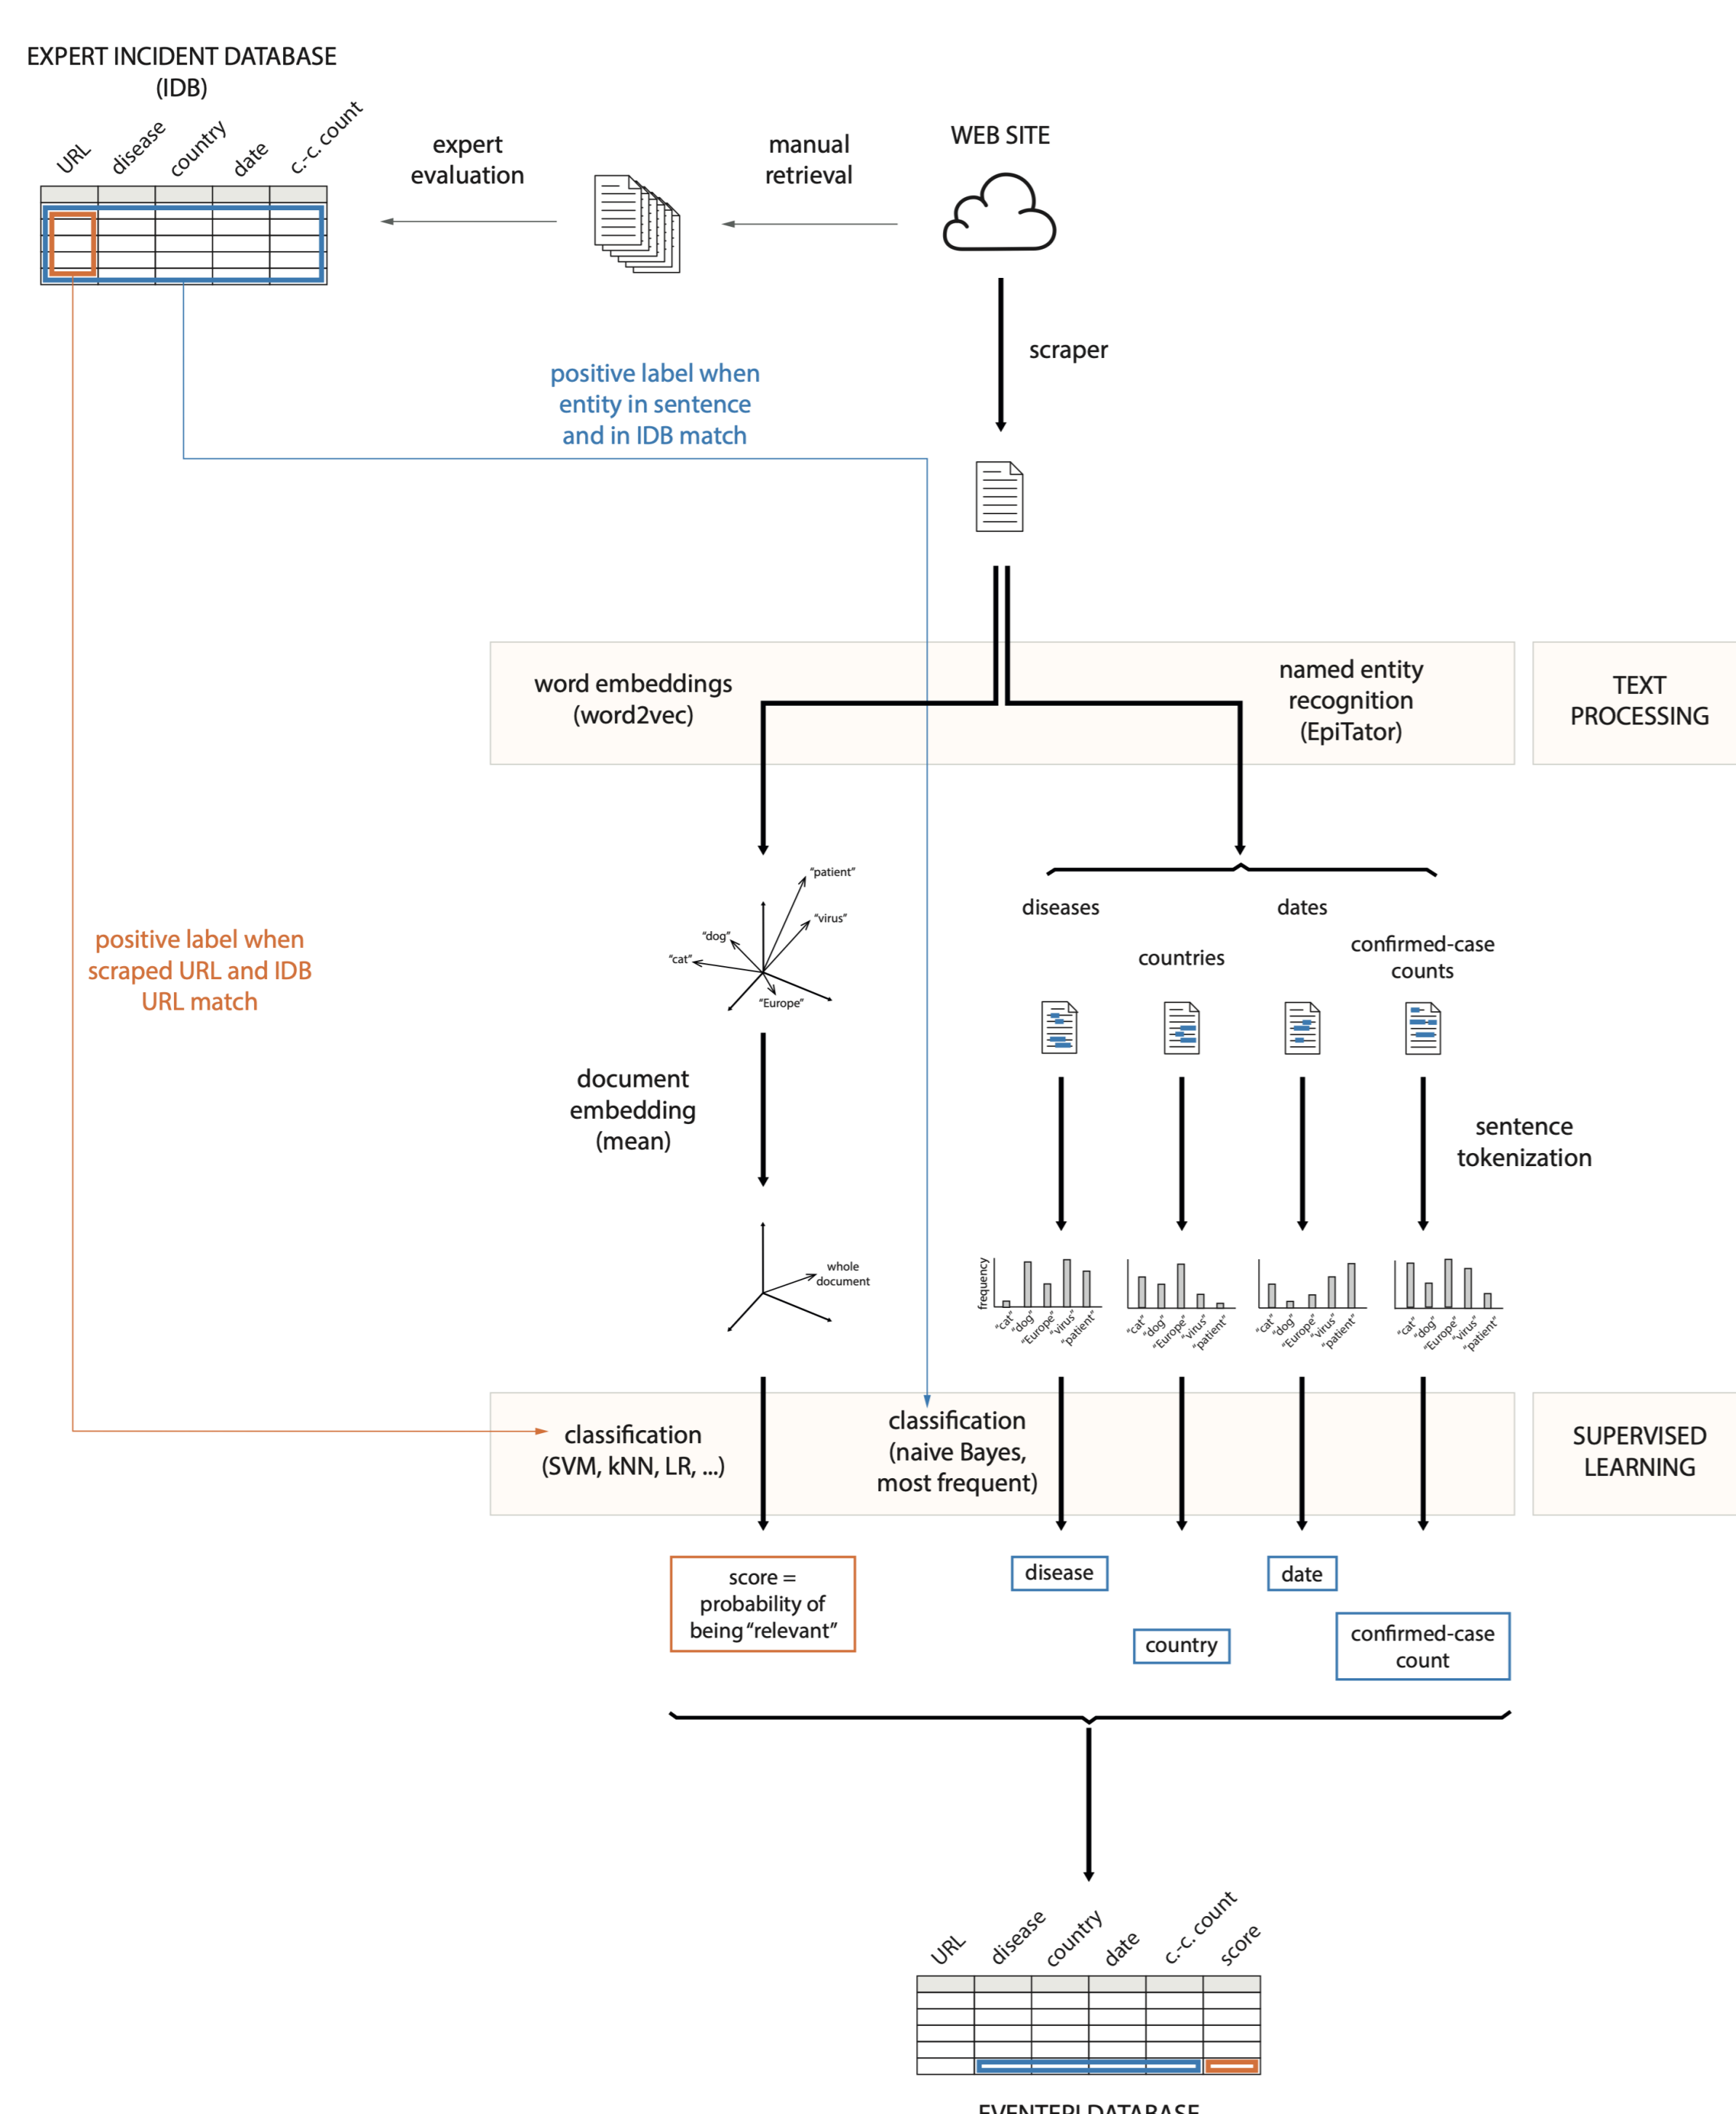 EXPERT INCIDENT DATABASE
(IDB)
URL
disease
country
date
c.-c. count
expert
evaluation
manual
retrieval
WEB SITE
scraper
positive label when
entity in sentence
and in IDB match
word embeddings
(word2vec)
named entity
recognition
(EpiTator)
TEXT
PROCESSING
"patient"
"virus"
"dog"
"cat"
"Europe"
diseases
dates
countries
confirmed-case
counts
positive label when
scraped URL and IDB
URL match
document
embedding
(mean)
sentence
tokenization
whole
document
frequency
"cat"
"dog"
"Europe"
"virus"
"patient"
"cat"
"dog"
"Europe"
"virus"
"patient"
"cat"
"dog"
"Europe"
"virus"
"patient"
"cat"
"dog"
"Europe"
"virus"
"patient"
classification
(SVM, kNN, LR, ...)
classification
(naive Bayes,
most frequent)
SUPERVISED
LEARNING
score =
probability of
being "relevant"
disease
date
country
confirmed-case
count
URL
disease
country
date
c.-c. count
score
EVENTEPI DATABASE